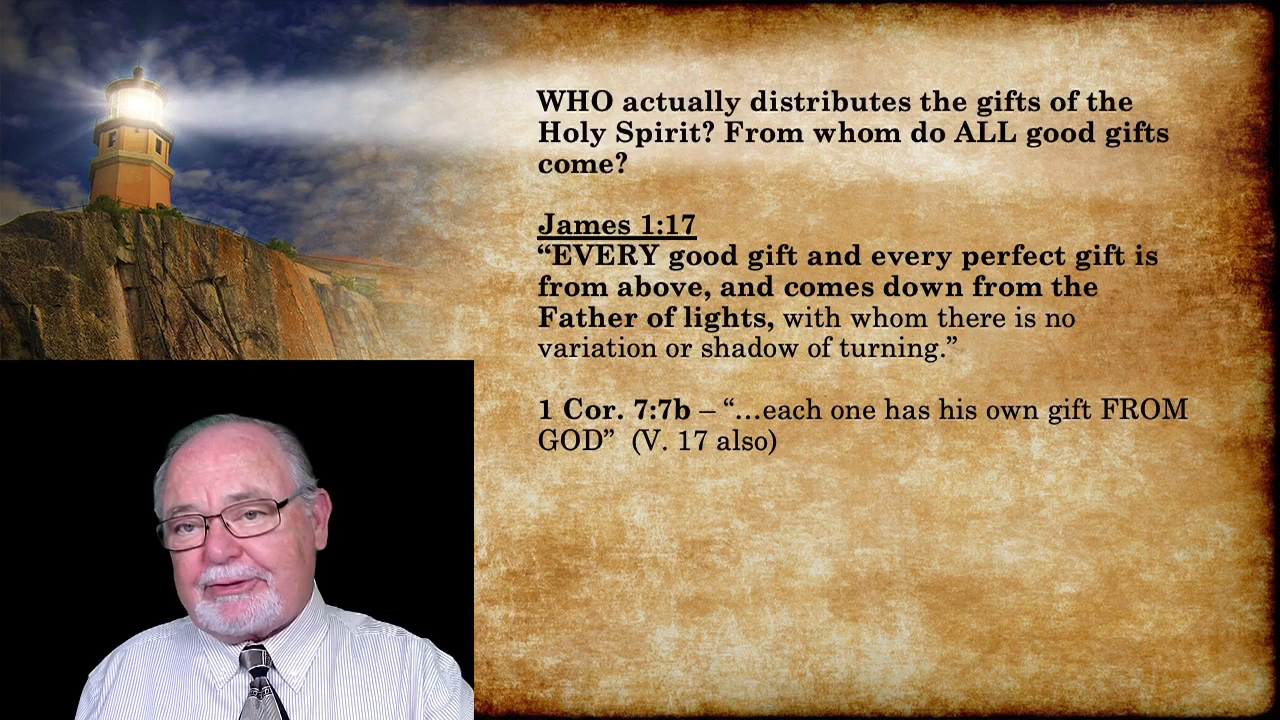 WHO actually distributes the gifts of the
Holy Spirit? From whom do ALL good gifts
come?
James 1:17
“EVERY good gift and every perfect gift is
from above, and comes down from the
Father of lights, with whom there is no
variation or shadow of turning.”
1 Cor. 7:7b – “…each one has his own gift FROM
GOD” (V. 17 also)